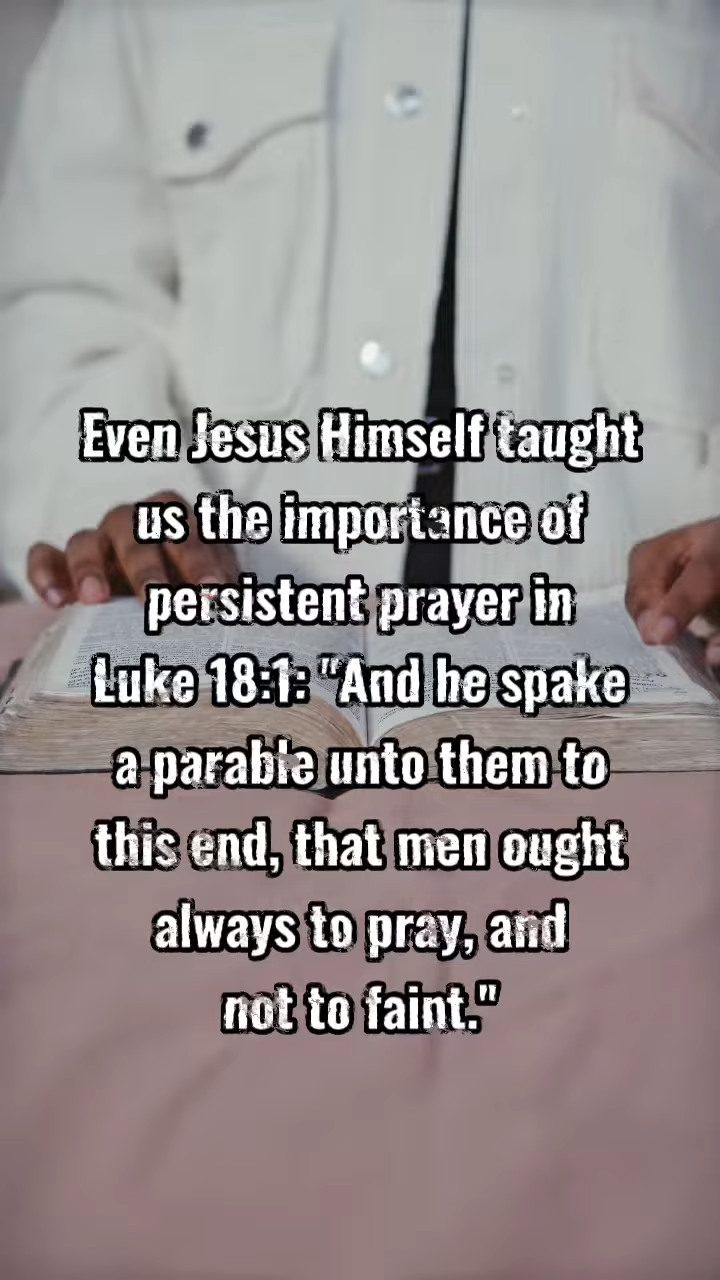 Even Jesus Himself taught
us the importance of
persistent prayer in
Luke 18:1: "And he spake
a parable unto them to
this end, that men ought
always to pray, and
not to faint."